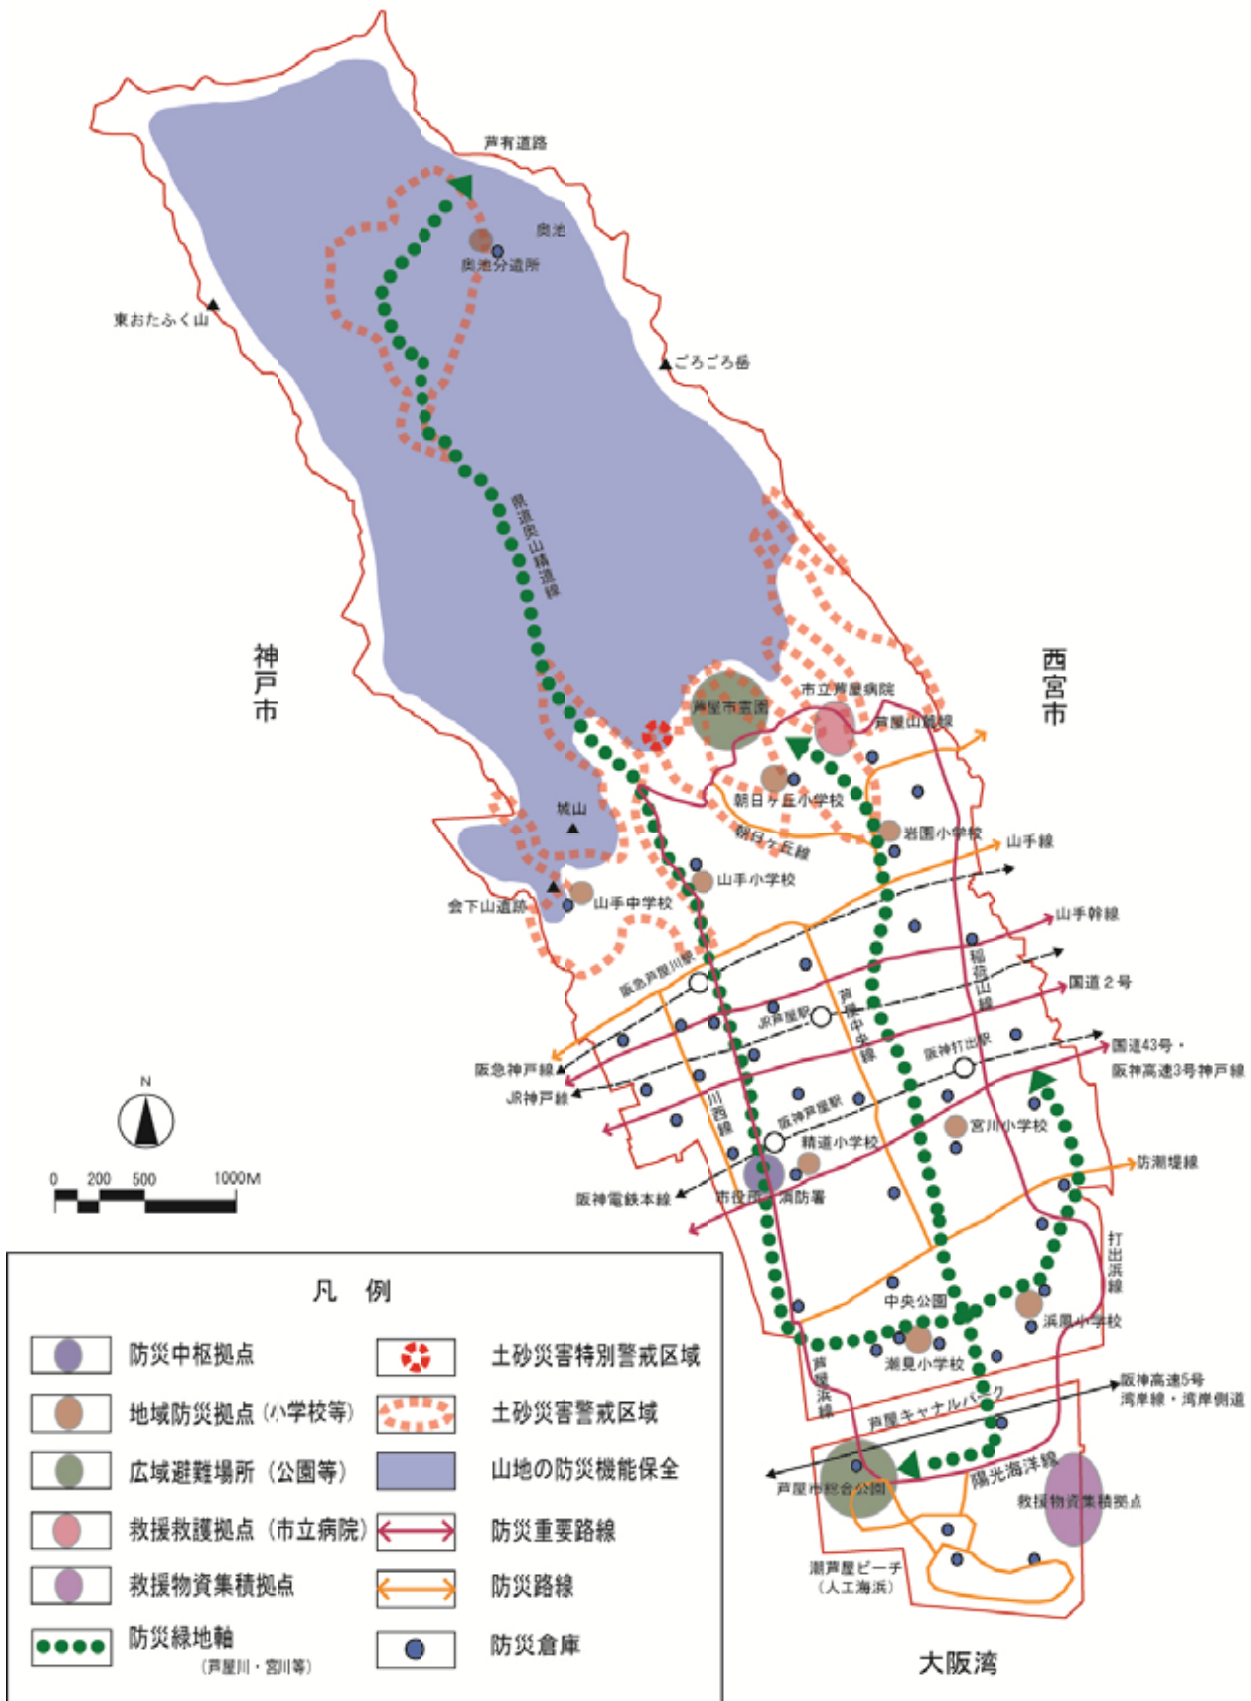 芦有道路
奥池
奥池分遣所
東おたふく山
ごろごろ岳
県道奥山精道線
神戸市
西宮市
市立芦屋病院
芦屋市霊園
芦屋山麓線
朝日ヶ丘小学校
城山
朝日ヶ丘線
岩園小学校
山手線
山手小学校
会下山遺跡
山手中学校
山手幹線
阪急芦屋川駅
稲荷山線
国道2号
JR芦屋駅
芦屋中央線
阪神打出駅
国道43号・
阪神高速3号神戸線
阪急神戸線
JR神戸線
川西線
阪神芦屋駅
宮川小学校
精道小学校
防潮堤線
阪神電鉄本線
市役所・消防署
打出浜線
中央公園
浜風小学校
潮見小学校
芦屋浜線
芦屋キャナルパーク
阪神高速5号
湾岸線・湾岸側道
陽光海洋線
芦屋市総合公園
救援物資集積拠点
潮芦屋ビーチ
(人工海浜)
大阪湾
N
0 200 500 1000M
凡 例
防災中枢拠点
地域防災拠点(小学校等)
広域避難場所(公園等)
救援救護拠点(市立病院)
救援物資集積拠点
防災緑地軸
(芦屋川・宮川等)
土砂災害特別警戒区域
土砂災害警戒区域
山地の防災機能保全
防災重要路線
防災路線
防災倉庫